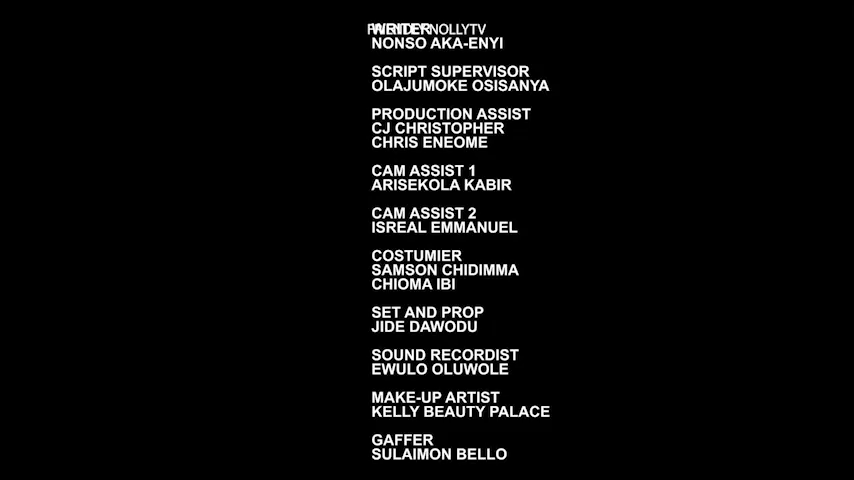 WRITER
NOLLYTV
NONSO AKA-ENYI
SCRIPT SUPERVISOR
OLAJUMOKE OSISANYA
PRODUCTION ASSIST
CJ CHRISTOPHER
CHRIS ENEOME
CAM ASSIST 1
ARISEKOLA KABIR
CAM ASSIST 2
ISREAL EMMANUEL
COSTUMIER
SAMSON CHIDIMMA
CHIOMA IBI
SET AND PROP
JIDE DAWODU
SOUND RECORDIST
EWULO OLUWOLE
MAKE-UP ARTIST
KELLY BEAUTY PALACE
GAFFER
SULAIMON BELLO